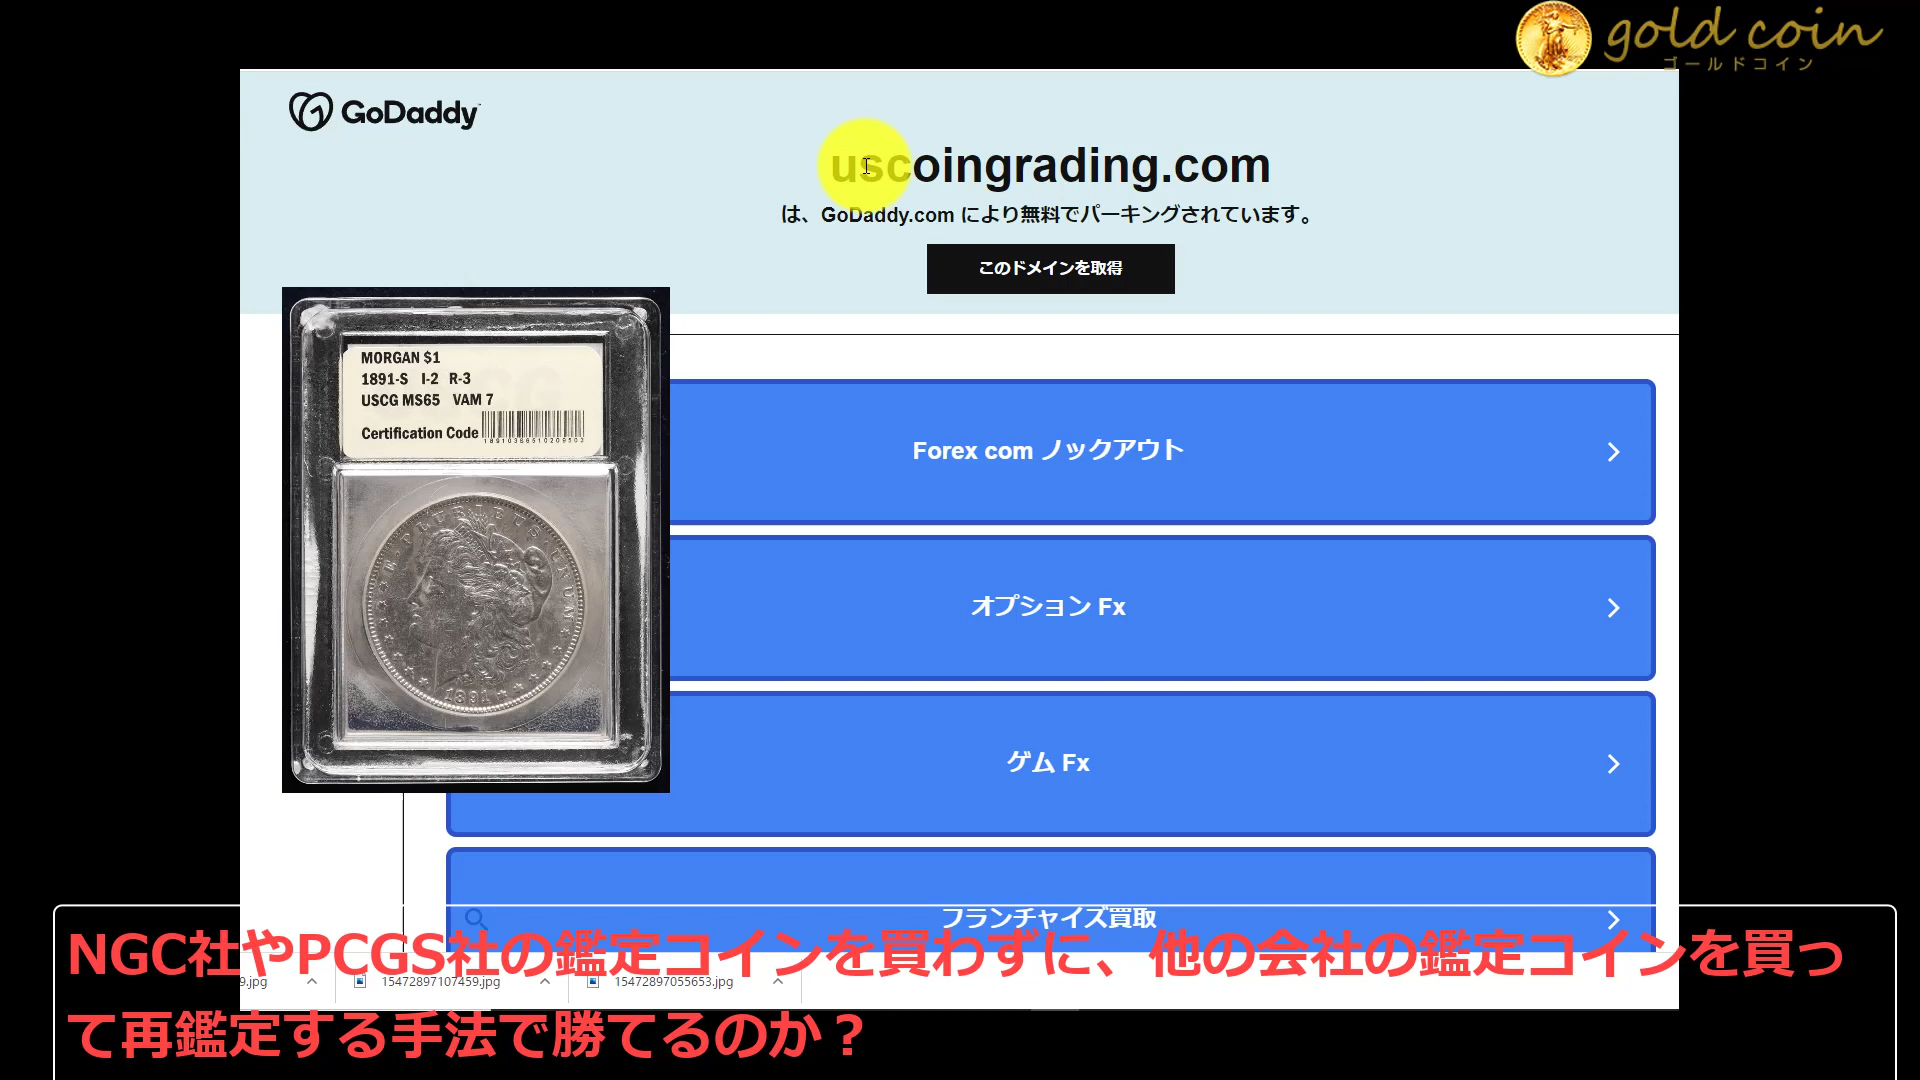 gold coin
ゴールドコイン
GoDaddy
uscoingrading.com
は、GoDaddy.com により無料でパーキングされています。
このドメインを取得
MORGAN $1
1891-S I-2 R-3
USCG MS65 VAM 7
Certification Code
E·PLURIBUS·UNUM
1891
Forex com ノックアウト
オプション Fx
ゲム Fx
フランチャイズ買取
NGC社やPCGS社の鑑定コインを買わずに、他の会社の鑑定コインを買っ
て再鑑定する手法で勝てるのか？
9.jpg
15472897107459.jpg
15472897055653.jpg